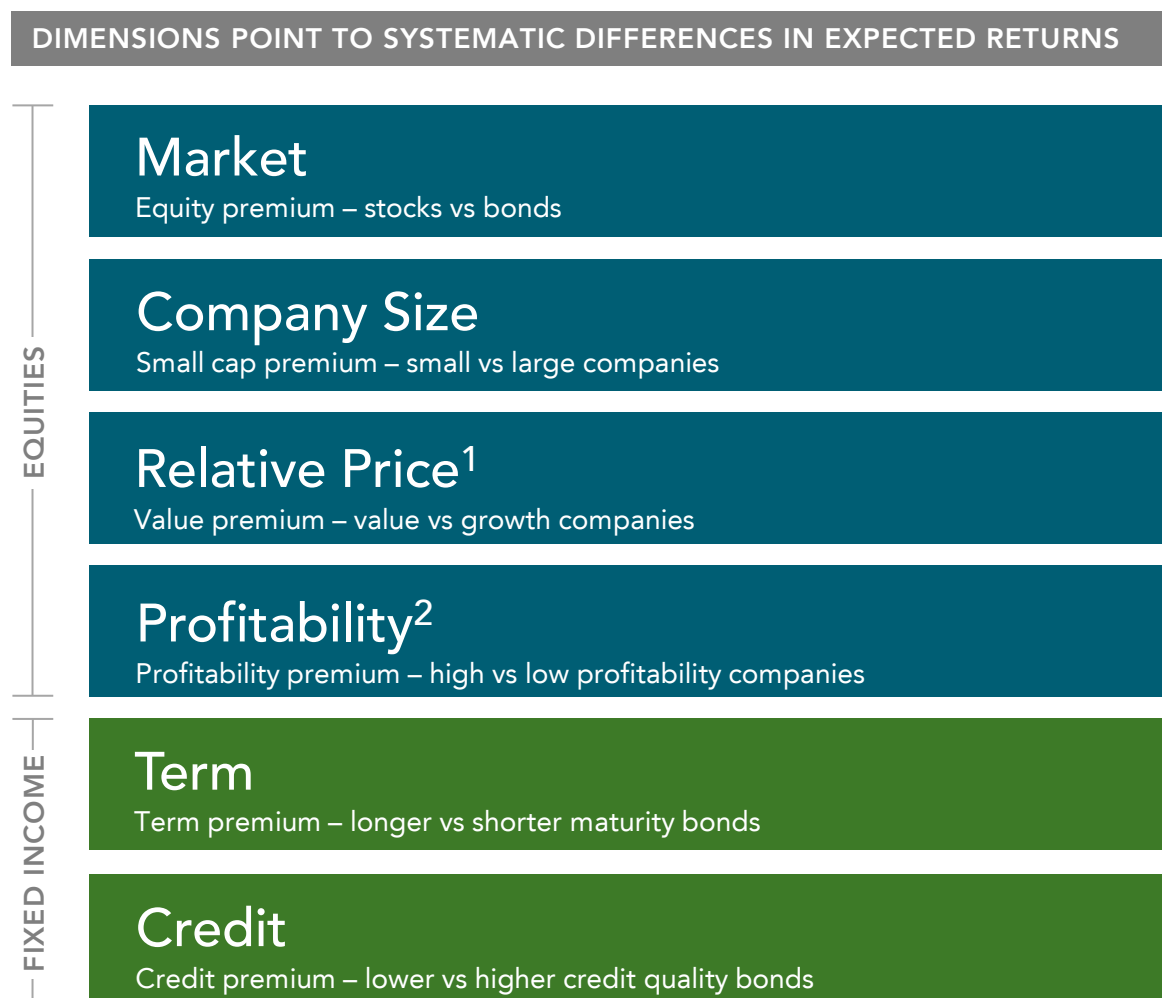 DIMENSIONS POINT TO SYSTEMATIC DIFFERENCES IN EXPECTED RETURNS
EQUITIES
Market
Equity premium – stocks vs bonds
Company Size
Small cap premium – small vs large companies
Relative Price¹
Value premium – value vs growth companies
Profitability²
Profitability premium – high vs low profitability companies
FIXED INCOME
Term
Term premium – longer vs shorter maturity bonds
Credit
Credit premium – lower vs higher credit quality bonds